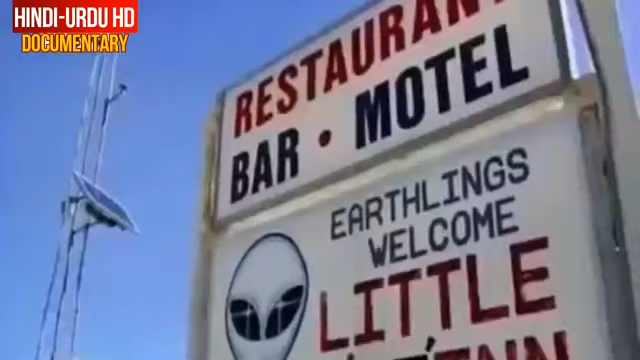 HINDI-URDU HD
DOCUMENTARY
RESTAURANT
BAR • MOTEL
EARTHLINGS
WELCOME
LITTLE